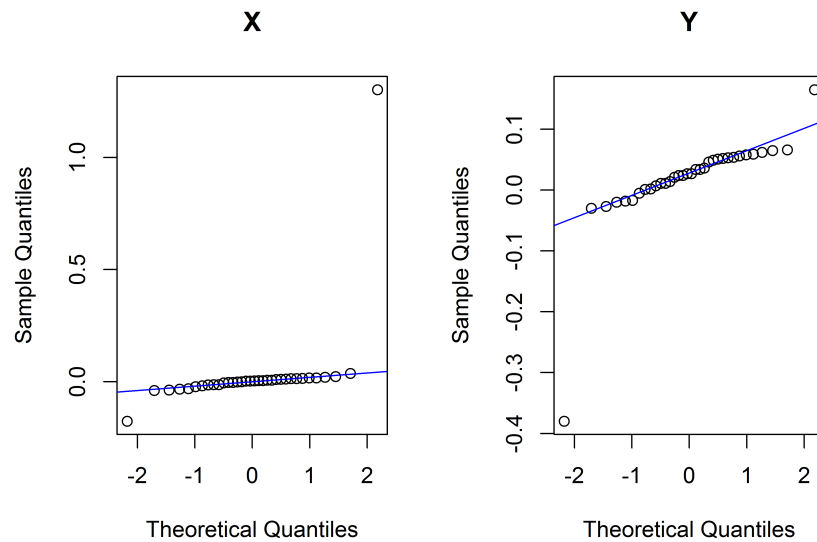 X
Sample Quantiles
1.0
0.5
0.0
-2 -1 0 1 2
Theoretical Quantiles
Y
Sample Quantiles
0.1
0.0
-0.1
-0.2
-0.3
-0.4
-2 -1 0 1 2
Theoretical Quantiles